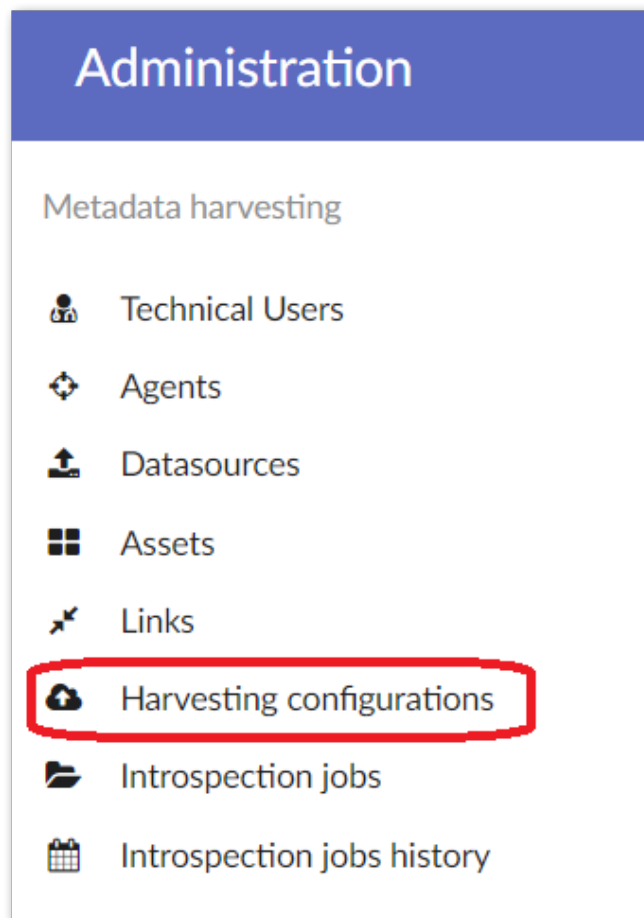 Administration
Metadata harvesting
Technical Users
Agents
Datasources
Assets
Links
Harvesting configurations
Introspection jobs
Introspection jobs history